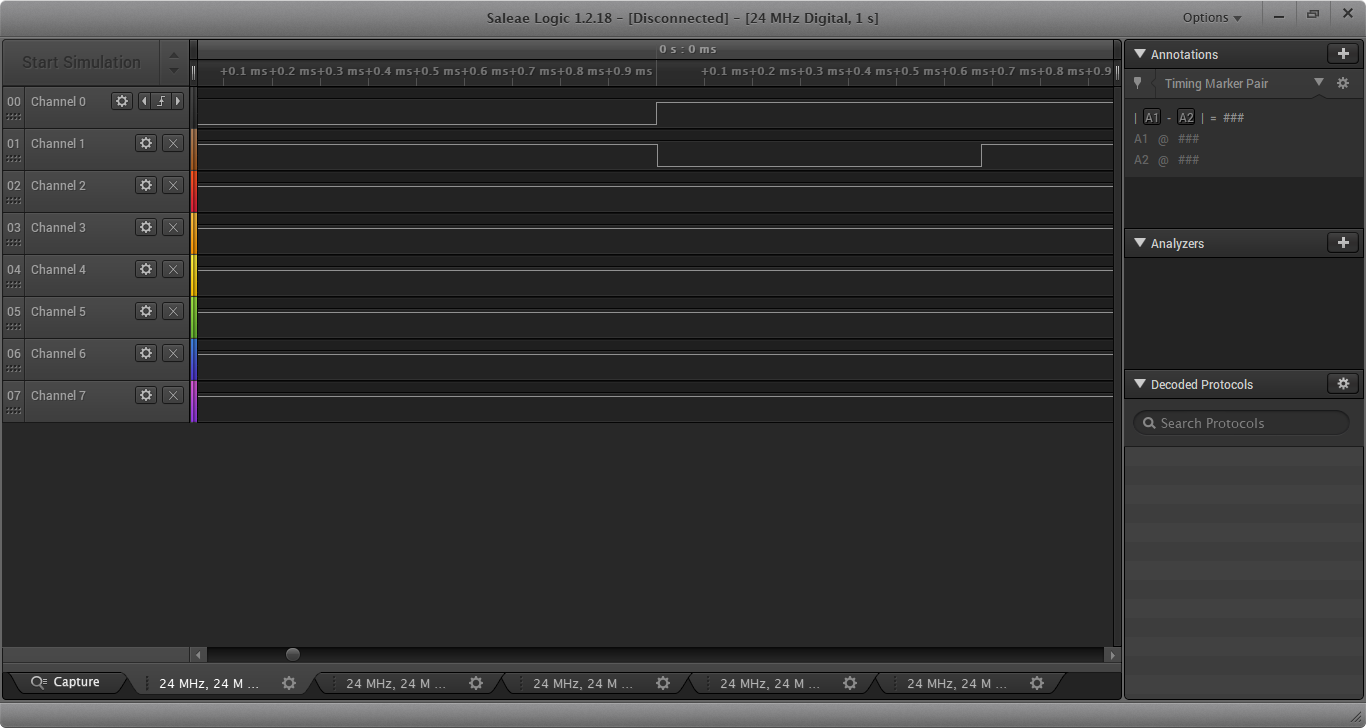 Saleae Logic 1.2.18 - [Disconnected] - [24 MHz Digital, 1 s]
Options
Start Simulation
0 s : 0 ms
+0.1 ms+0.2 ms+0.3 ms+0.4 ms+0.5 ms+0.6 ms+0.7 ms+0.8 ms+0.9 ms
+0.1 ms+0.2 ms+0.3 ms+0.4 ms+0.5 ms+0.6 ms+0.7 ms+0.8 ms+0.9
00 Channel 0
01 Channel 1
02 Channel 2
03 Channel 3
04 Channel 4
05 Channel 5
06 Channel 6
07 Channel 7
Annotations
Timing Marker Pair
| A1 - A2 | = ###
A1 @ ###
A2 @ ###
Analyzers
Decoded Protocols
Search Protocols
Capture
24 MHz, 24 M ...
24 MHz, 24 M ...
24 MHz, 24 M ...
24 MHz, 24 M ...
24 MHz, 24 M ...